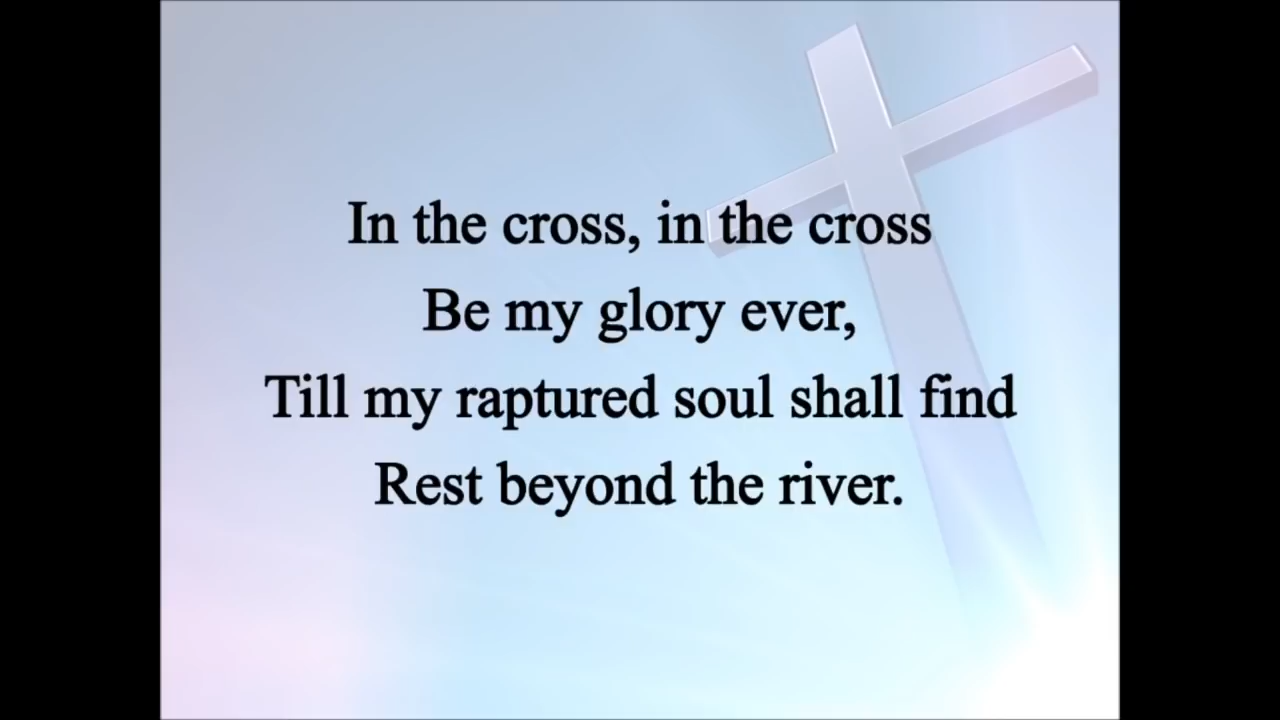 In the cross, in the cross
Be my glory ever,
Till my raptured soul shall find
Rest beyond the river.